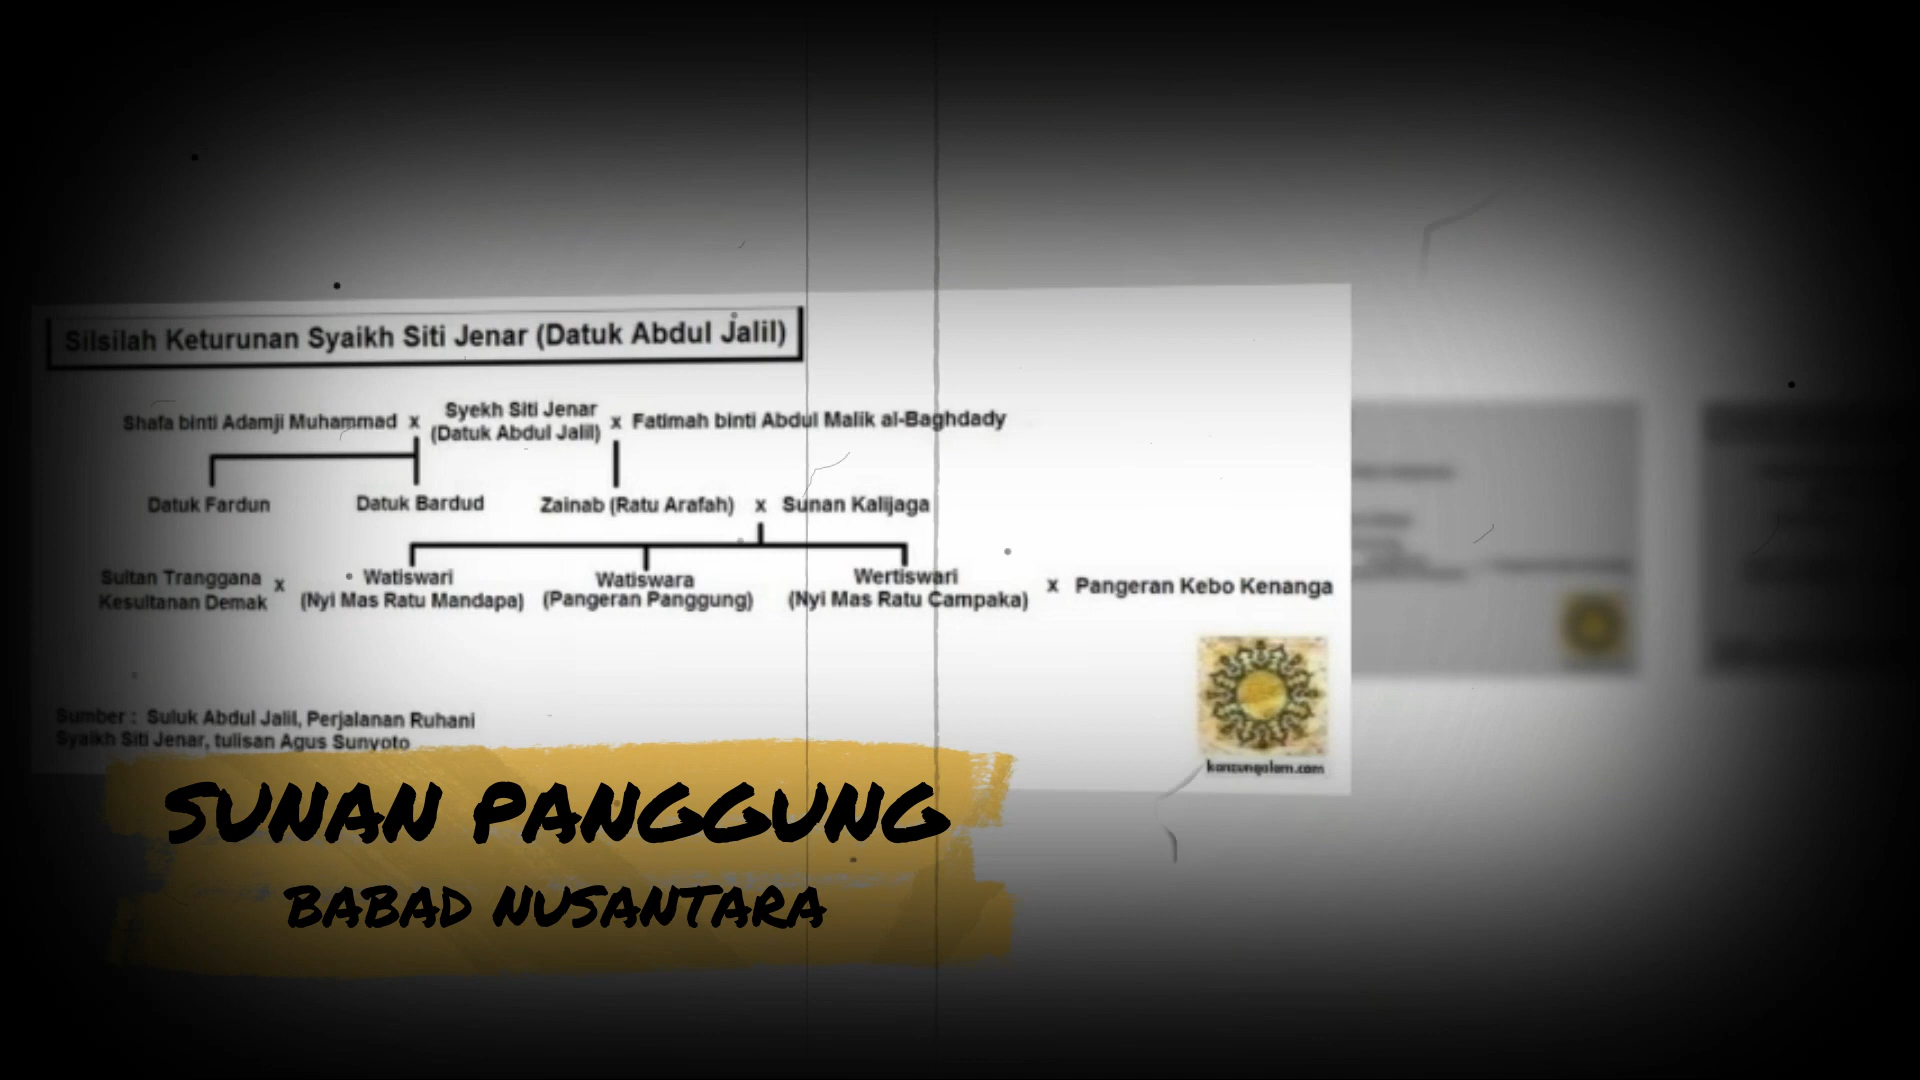 Silsilah Keturunan Syaikh Siti Jenar (Datuk Abdul Jalil)
Shafa binti Adamji Muhammad x Syekh Siti Jenar (Datuk Abdul Jalil) x Fatimah binti Abdul Malik al-Baghdady
Datuk Fardun Datuk Bardud Zainab (Ratu Arafah) x Sunan Kalijaga
Sultan Tranggana Kesultanan Demak x Watiswari (Nyi Mas Ratu Mandapa) Watiswara (Pangeran Panggung) Wertiswari (Nyi Mas Ratu Campaka) x Pangeran Kebo Kenanga
Sumber : Suluk Abdul Jalil, Perjalanan Ruhani
Syaikh Siti Jenar, tulisan Agus Sunyoto
SUNAN PANGGUNG
BABAD NUSANTARA